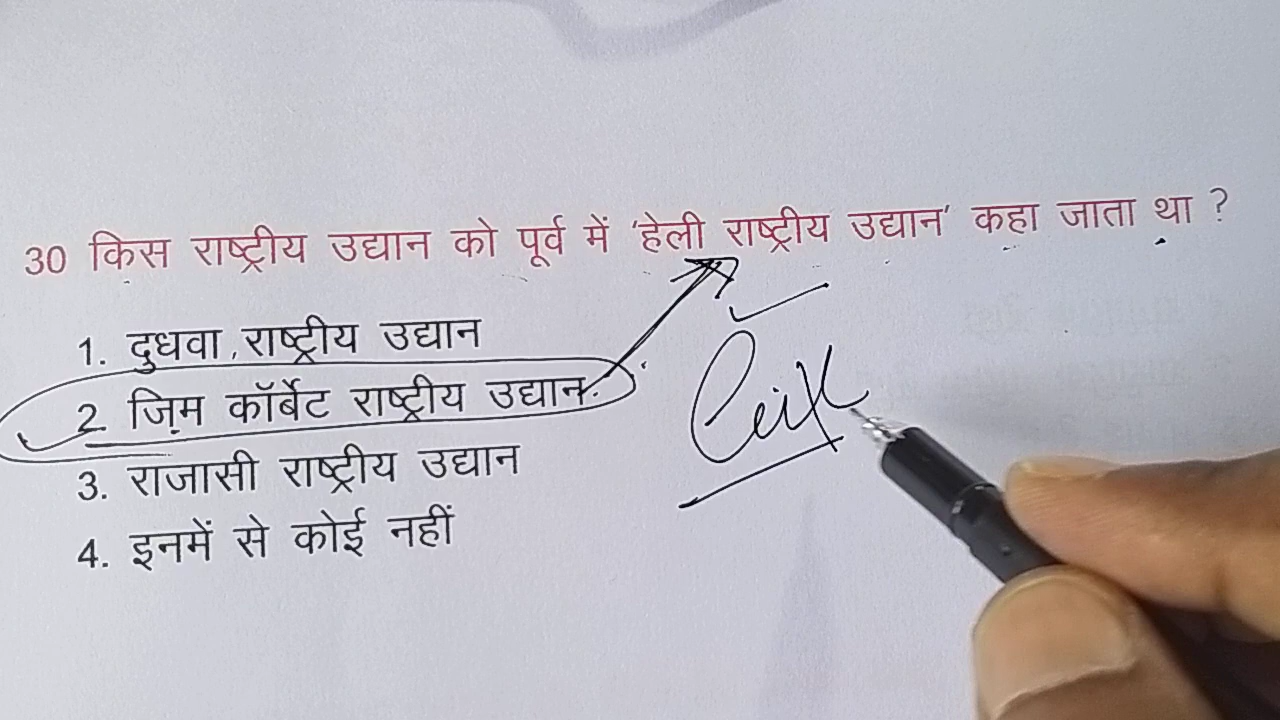 30 किस राष्ट्रीय उद्यान को पूर्व में 'हेली राष्ट्रीय उद्यान' कहा जाता था ?
1. दुधवा राष्ट्रीय उद्यान
2. जिम कॉर्बेट राष्ट्रीय उद्यान
3. राजासी राष्ट्रीय उद्यान
4. इनमें से कोई नहीं